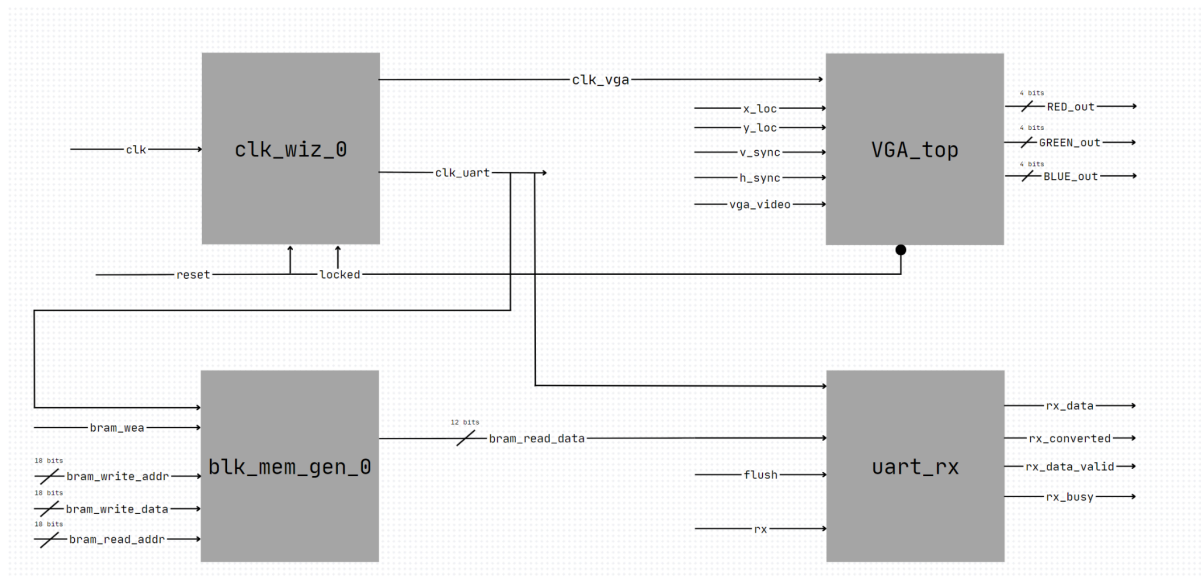 clk_vga
4 bits
x_loc
RED_out
y_loc
4 bits
clk
clk_wiz_0
VGA_top
GREEN_out
v_sync
4 bits
clk_uart
h_sync
BLUE_out
vga_video
reset
locked
rx_data
12 bits
bram_wea
bram_read_data
rx_converted
18 bits
blk_mem_gen_0
uart_rx
rx_data_valid
bram_write_addr
flush
18 bits
rx_busy
bram_write_data
18 bits
rx
bram_read_addr